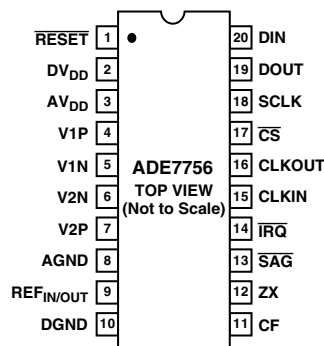 RESET 1 20 DIN
DVDD 2 19 DOUT
AVDD 3 18 SCLK
V1P 4 17 CS
V1N 5 ADE7756 16 CLKOUT
V2N 6 TOP VIEW 15 CLKIN
(Not to Scale)
V2P 7 14 IRQ
AGND 8 13 SAG
REFIN/OUT 9 12 ZX
DGND 10 11 CF